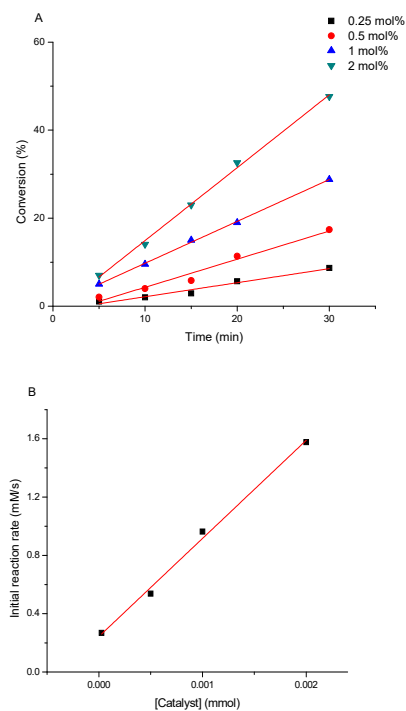 A
0.25 mol%
0.5 mol%
1 mol%
2 mol%
60
40
20
0
Conversion (%)
0 10 20 30
Time (min)
B
1.6
1.2
0.8
0.4
0.0
Initial reaction rate (mM/s)
0.000 0.001 0.002
[Catalyst] (mmol)